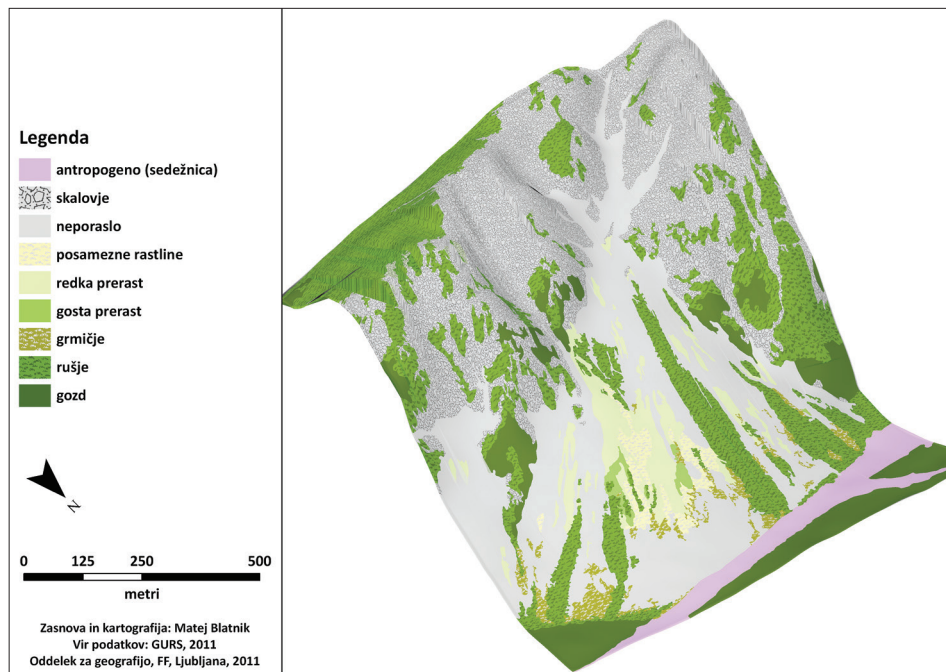 Legenda
antropogeno (sedežnica)
skalovje
neporaslo
posamezne rastline
redka prerast
gosta prerast
grmičje
rušje
gozd
N
0 125 250 500
metri
Zasnova in kartografija: Matej Blatnik
Vir podatkov: GURS, 2011
Oddelek za geografijo, FF, Ljubljana, 2011